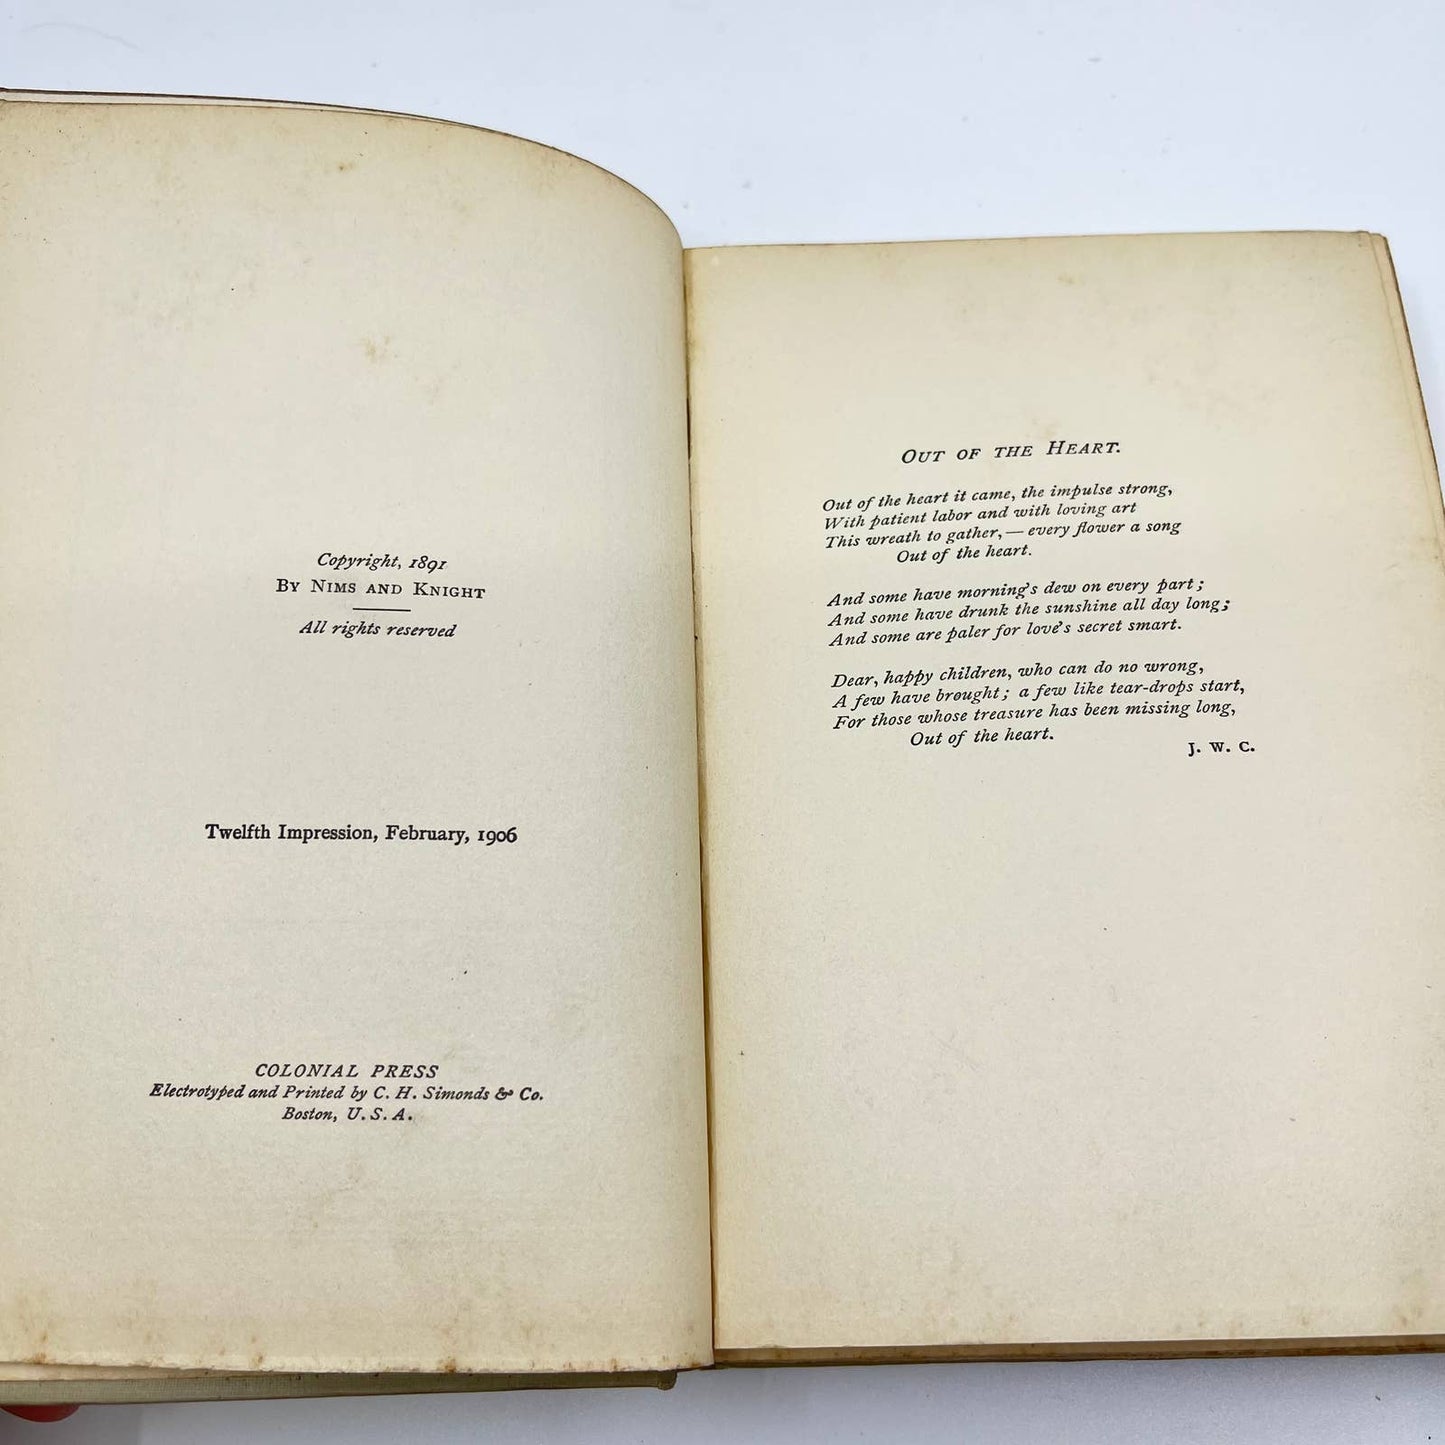 Copyright, 1891
By Nims and Knight
All rights reserved
Twelfth Impression, February, 1906
COLONIAL PRESS
Electrotyped and Printed by C. H. Simonds & Co.
Boston, U. S. A.
Out of the Heart.
Out of the heart it came, the impulse strong,
With patient labor and with loving art
This wreath to gather, — every flower a song
Out of the heart.
And some have morning's dew on every part;
And some have drunk the sunshine all day long;
And some are paler for love's secret smart.
Dear, happy children, who can do no wrong,
A few have brought; a few like tear-drops start,
For those whose treasure has been missing long,
Out of the heart.
J. W. C.